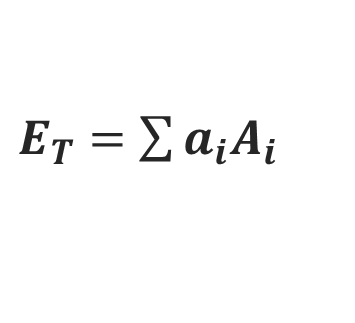 E_T = ∑ a_i A_i